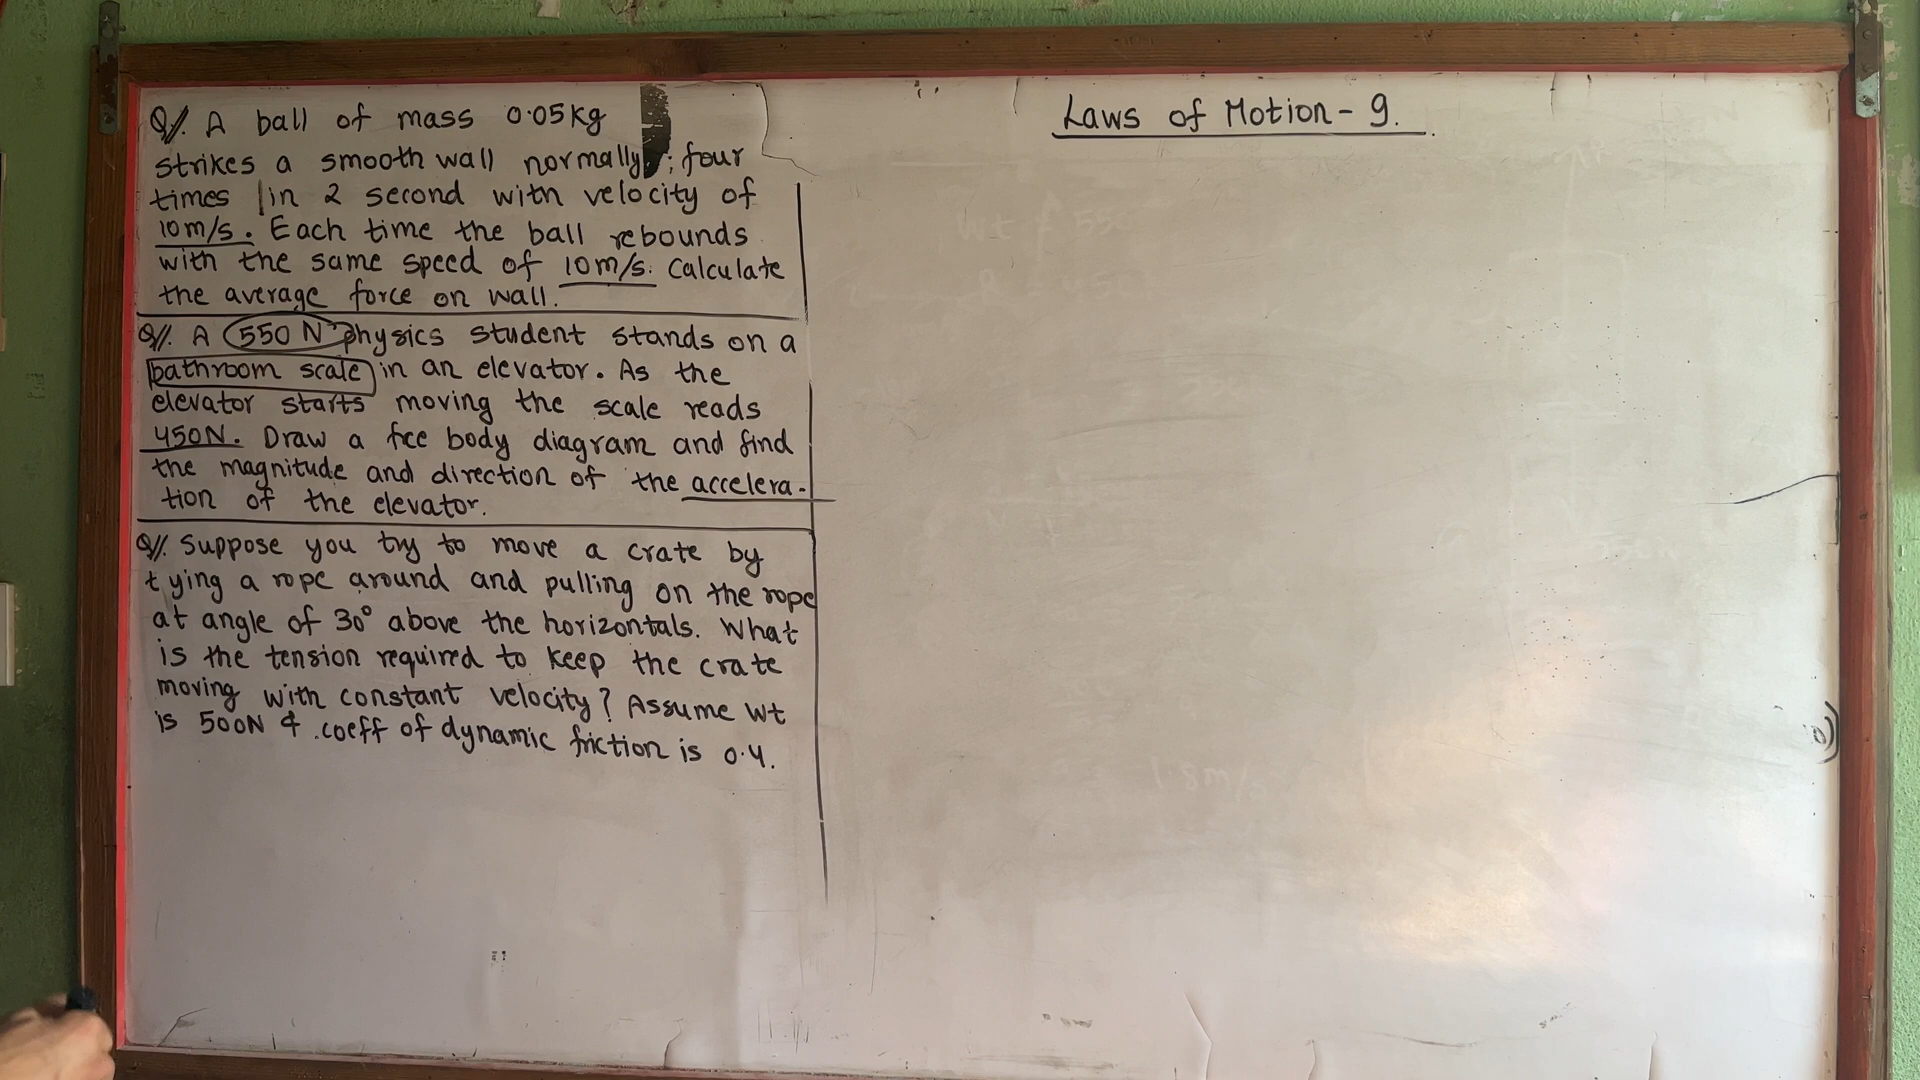 Q//. A ball of mass 0.05kg
strikes a smooth wall normally; four
times in 2 second with velocity of
10m/s. Each time the ball rebounds
with the same speed of 10m/s. Calculate
the average force on wall.
Q//. A 550 N physics student stands on a
bathroom scale in an elevator. As the
elevator starts moving the scale reads
450N. Draw a fee body diagram and find
the magnitude and direction of the accelera-
tion of the elevator.
Q//. Suppose you try to move a crate by
tying a rope around and pulling on the rope
at angle of 30° above the horizontals. What
is the tension required to keep the crate
moving with constant velocity? Assume wt
is 500N & .coeff of dynamic friction is 0.4.
Laws of Motion - 9.